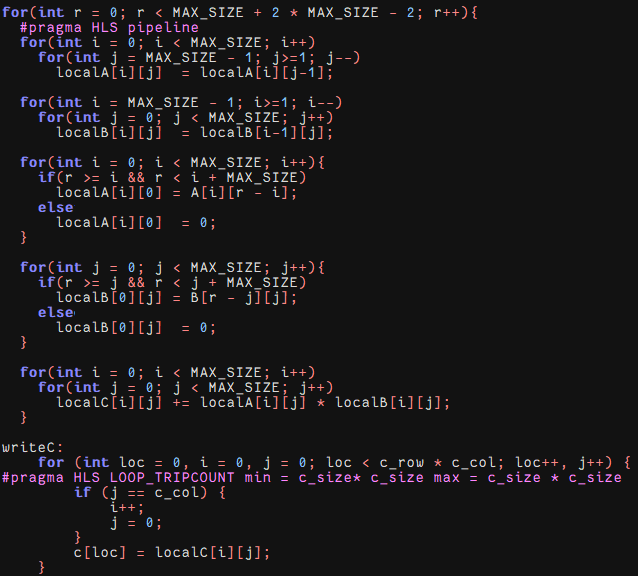 for(int r = 0; r < MAX_SIZE + 2 * MAX_SIZE - 2; r++){
  #pragma HLS pipeline
  for(int i = 0; i < MAX_SIZE; i++)
    for(int j = MAX_SIZE - 1; j>=1; j--)
      localA[i][j]  = localA[i][j-1];

  for(int i = MAX_SIZE - 1; i>=1; i--)
    for(int j = 0; j < MAX_SIZE; j++)
      localB[i][j]  = localB[i-1][j];

  for(int i = 0; i < MAX_SIZE; i++){
    if(r >= i && r < i + MAX_SIZE)
      localA[i][0] = A[i][r - i];
    else
      localA[i][0]  = 0;
  }

  for(int j = 0; j < MAX_SIZE; j++){
    if(r >= j && r < j + MAX_SIZE)
      localB[0][j] = B[r - j][j];
    else
      localB[0][j]  = 0;
  }

  for(int i = 0; i < MAX_SIZE; i++)
    for(int j = 0; j < MAX_SIZE; j++)
      localC[i][j] += localA[i][j] * localB[i][j];
  }

writeC:
    for (int loc = 0, i = 0, j = 0; loc < c_row * c_col; loc++, j++) {
#pragma HLS LOOP_TRIPCOUNT min = c_size* c_size max = c_size * c_size
        if (j == c_col) {
            i++;
            j = 0;
        }
        c[loc] = localC[i][j];
    }